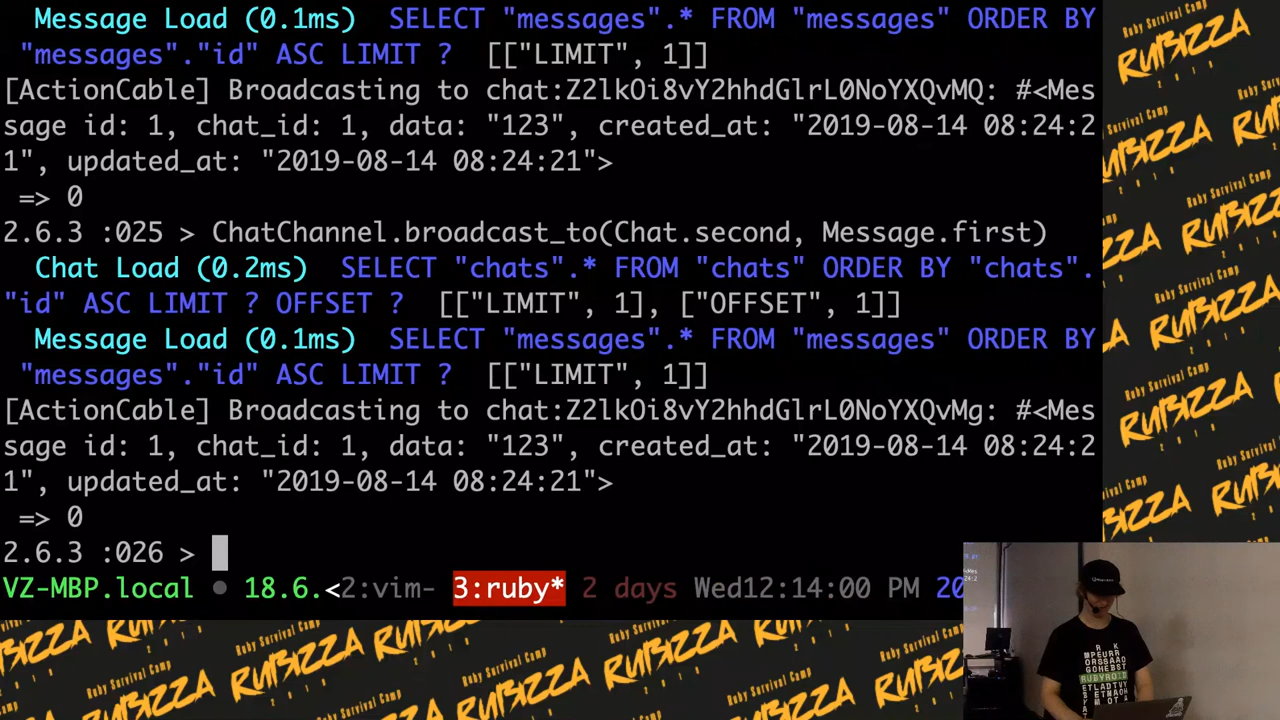 Message Load (0.1ms)  SELECT "messages".* FROM "messages" ORDER BY
"messages"."id" ASC LIMIT ?  [["LIMIT", 1]]
[ActionCable] Broadcasting to chat:Z2lkOi8vY2hhdGlrL0NoYXQvMQ: #<Mes
sage id: 1, chat_id: 1, data: "123", created_at: "2019-08-14 08:24:2
1", updated_at: "2019-08-14 08:24:21">
=> 0
2.6.3 :025 > ChatChannel.broadcast_to(Chat.second, Message.first)
Chat Load (0.2ms)  SELECT "chats".* FROM "chats" ORDER BY "chats".
"id" ASC LIMIT ? OFFSET ?  [["LIMIT", 1], ["OFFSET", 1]]
Message Load (0.1ms)  SELECT "messages".* FROM "messages" ORDER BY
"messages"."id" ASC LIMIT ?  [["LIMIT", 1]]
[ActionCable] Broadcasting to chat:Z2lkOi8vY2hhdGlrL0NoYXQvMg: #<Mes
sage id: 1, chat_id: 1, data: "123", created_at: "2019-08-14 08:24:2
1", updated_at: "2019-08-14 08:24:21">
=> 0
2.6.3 :026 >
VZ-MBP.local ● 18.6.<2:vim- 3:ruby* 2 days Wed12:14:00 PM 20
Ruby Survival Camp
RUBIZZA
2019